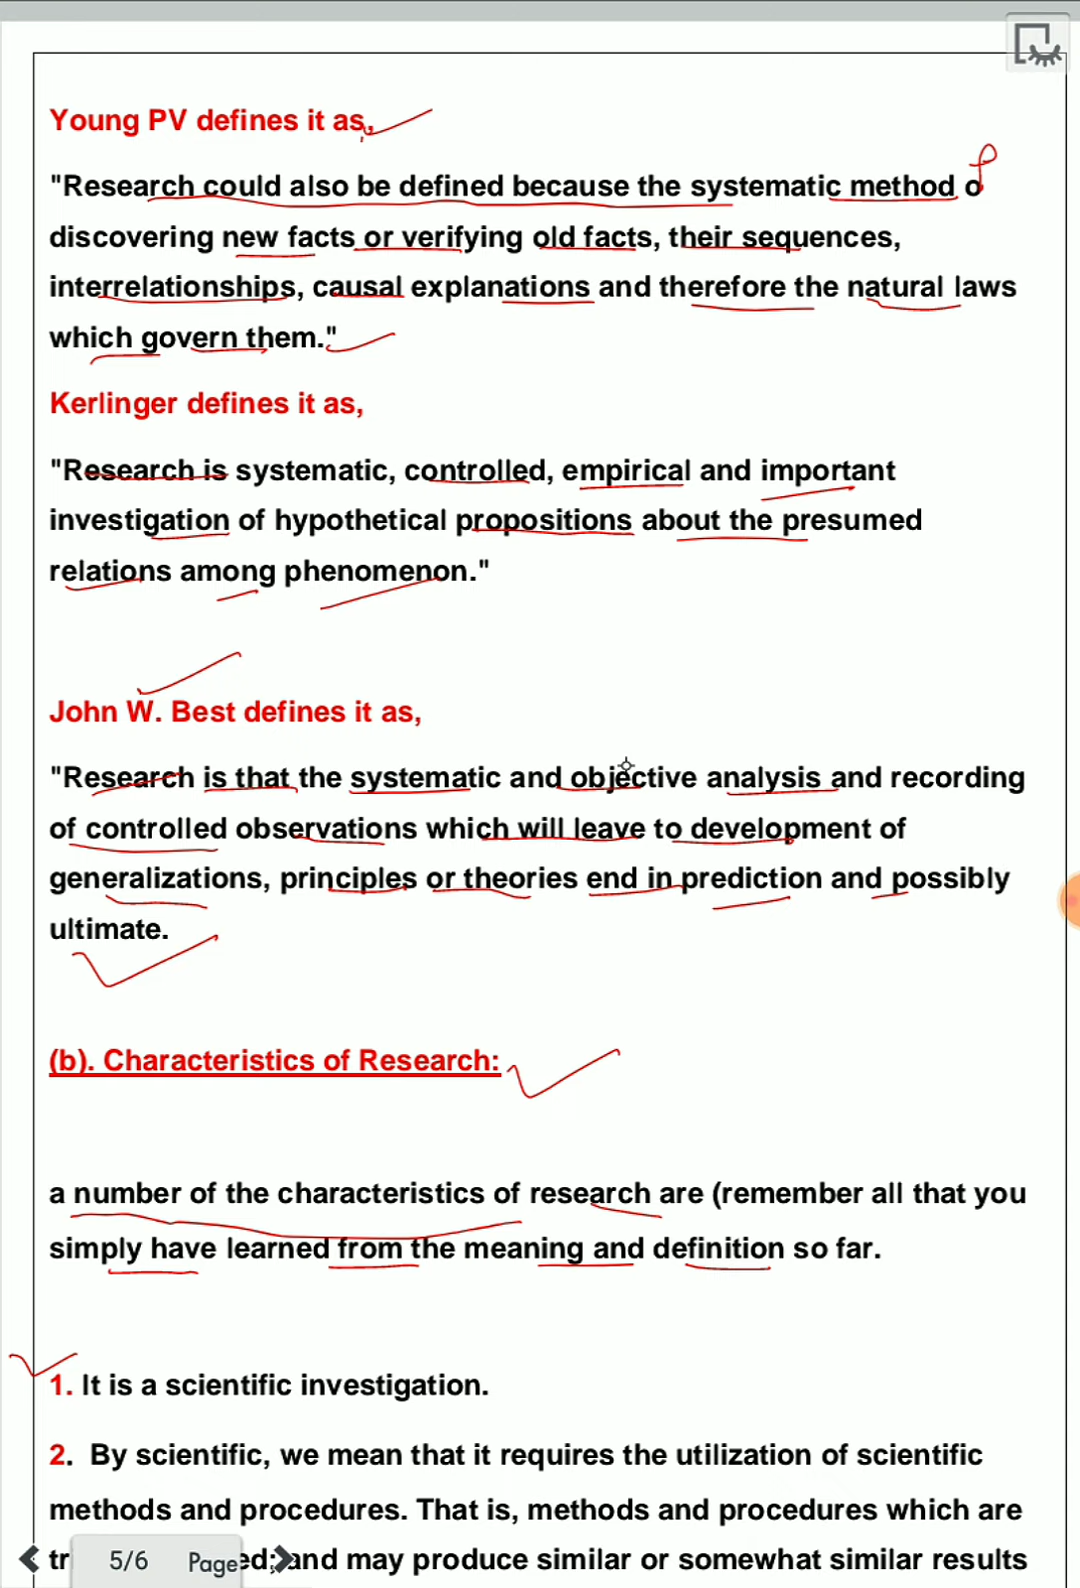 Young PV defines it as,
"Research could also be defined because the systematic method of
discovering new facts or verifying old facts, their sequences,
interrelationships, causal explanations and therefore the natural laws
which govern them."
Kerlinger defines it as,
"Research is systematic, controlled, empirical and important
investigation of hypothetical propositions about the presumed
relations among phenomenon."
John W. Best defines it as,
"Research is that the systematic and objective analysis and recording
of controlled observations which will leave to development of
generalizations, principles or theories end in prediction and possibly
ultimate.
(b). Characteristics of Research:
a number of the characteristics of research are (remember all that you
simply have learned from the meaning and definition so far.
1. It is a scientific investigation.
2. By scientific, we mean that it requires the utilization of scientific
methods and procedures. That is, methods and procedures which are
and may produce similar or somewhat similar results
5/6 Page